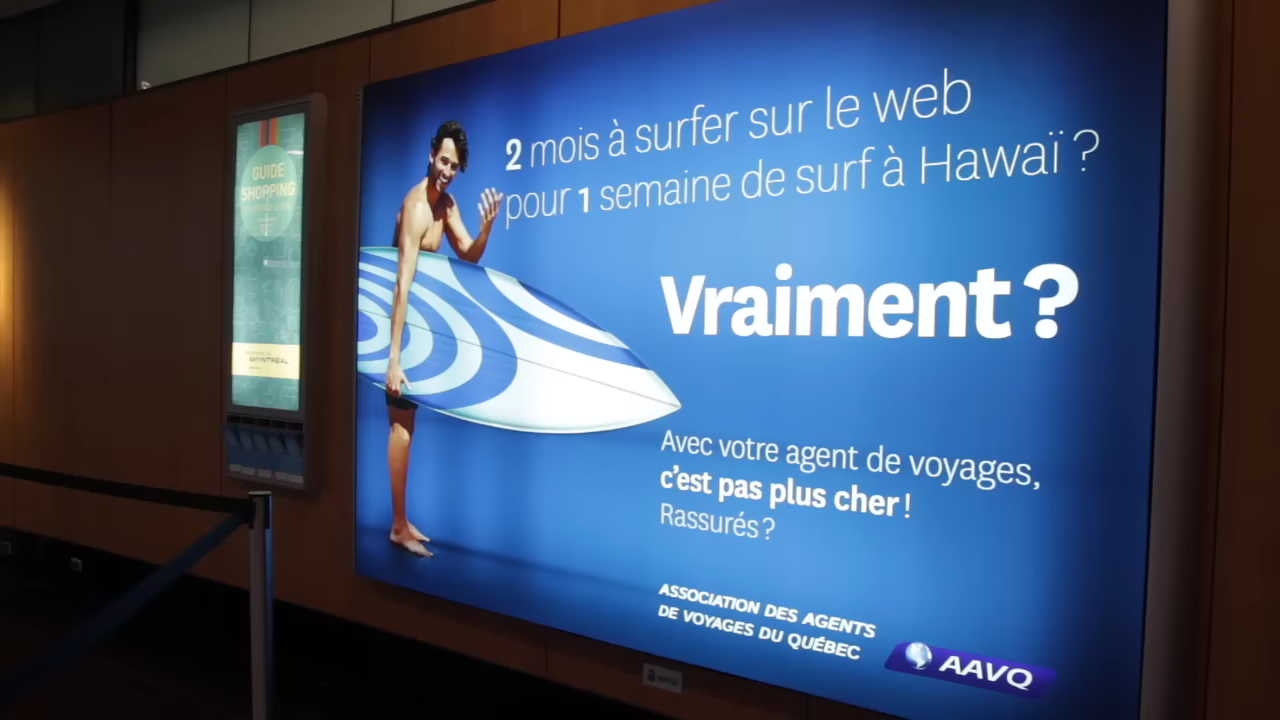 GUIDE
SHOPPING
2 mois à surfer sur le web
pour 1 semaine de surf à Hawaï ?
Vraiment ?
Avec votre agent de voyages,
c'est pas plus cher !
Rassurés ?
ASSOCIATION DES AGENTS
DE VOYAGES DU QUÉBEC
AAVQ